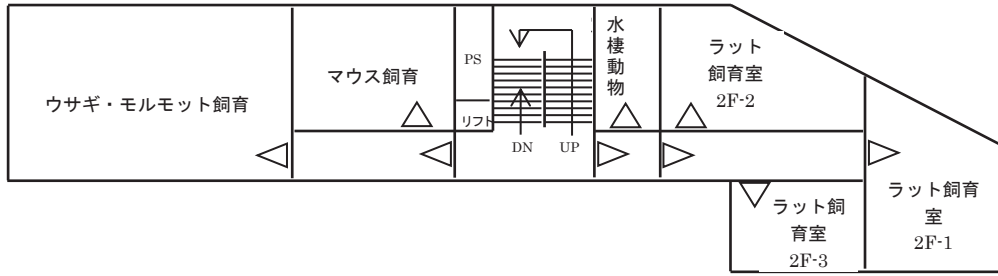 ウサギ・モルモット飼育
マウス飼育
PS
リフト
DN
UP
水棲動物
ラット
飼育室
2F-2
ラット飼
育室
2F-3
ラット飼育
室
2F-1